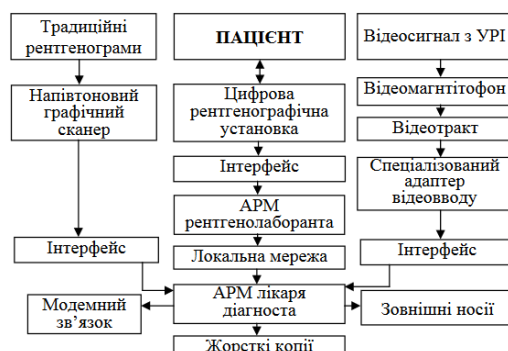 Традиційні
рентгенограми
ПАЦІЄНТ
Відеосигнал з УРІ
Напівтоновий
графічний
сканер
Цифрова
рентгенографічна
установка
Відеомагнтітофон
Відеотракт
Інтерфейс
Спеціалізований
адаптер
відеовводу
АРМ
рентгенолаборанта
Інтерфейс
Локальна мережа
Інтерфейс
Модемний
зв’язок
АРМ лікаря
діагноста
Зовнішні носії
Жорсткі копії